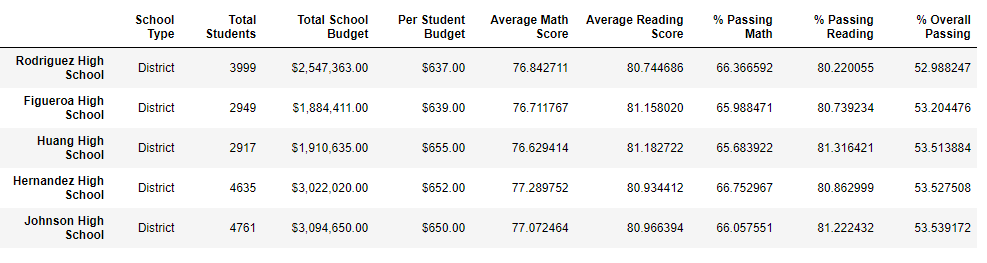 School Type Total Students Total School Budget Per Student Budget Average Math Score Average Reading Score % Passing Math % Passing Reading % Overall Passing
Rodriguez High School District 3999 $2,547,363.00 $637.00 76.842711 80.744686 66.366592 80.220055 52.988247
Figueroa High School District 2949 $1,884,411.00 $639.00 76.711767 81.158020 65.988471 80.739234 53.204476
Huang High School District 2917 $1,910,635.00 $655.00 76.629414 81.182722 65.683922 81.316421 53.513884
Hernandez High School District 4635 $3,022,020.00 $652.00 77.289752 80.934412 66.752967 80.862999 53.527508
Johnson High School District 4761 $3,094,650.00 $650.00 77.072464 80.966394 66.057551 81.222432 53.539172